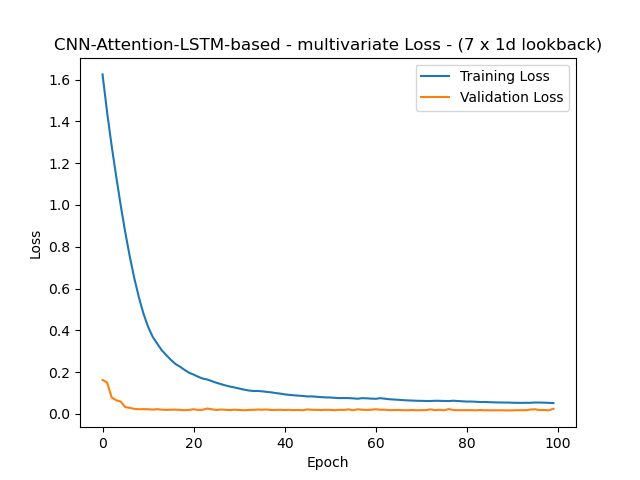 CNN-Attention-LSTM-based - multivariate Loss - (7 x 1d lookback)
Training Loss
Validation Loss
1.6
1.4
1.2
1.0
0.8
0.6
0.4
0.2
0.0
Loss
0 20 40 60 80 100
Epoch